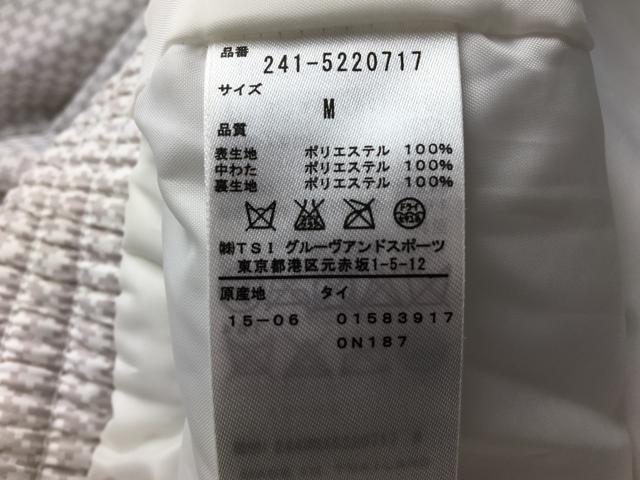 品番 241-5220717
サイズ
M
品質
表生地 ポリエステル 100%
中わた ポリエステル 100%
裏生地 ポリエステル 100%
㈱TSI グルーヴアンドスポーツ
東京都港区元赤坂1-5-12
原産地 タイ
15-06 01583917
0N187